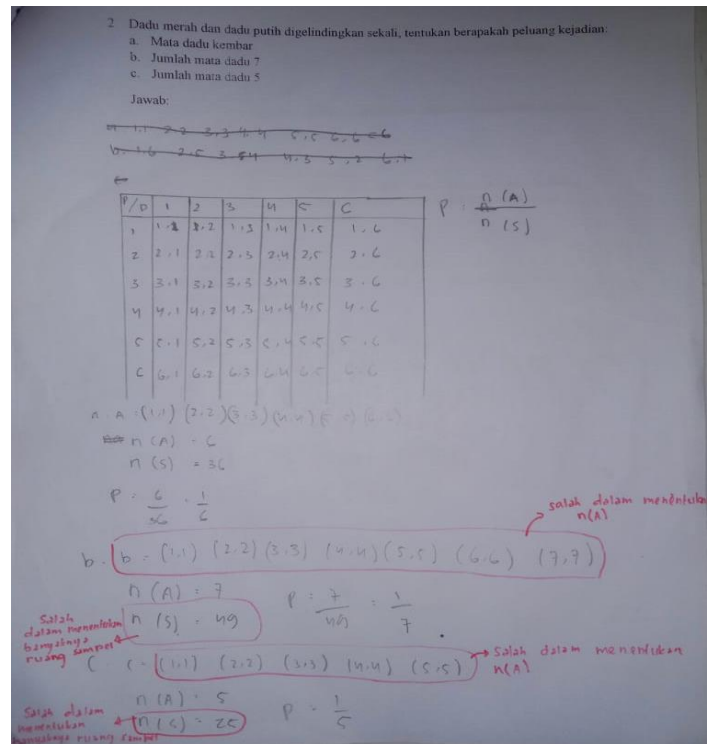 2 Dadu merah dan dadu putih digelindingkan sekali, tentukan berapakah peluang kejadian:
a. Mata dadu kembar
b. Jumlah mata dadu 7
c. Jumlah mata dadu 5
Jawab:
a 1.1 2.2 3,3 4.4 5,5 6,6 = 6
b. 1.6 2.5 3.4 4.3 5.2 6.1
P/D 1 2 3 4 5 6
1 1.1 1.2 1.3 1.4 1.5 1.6
2 2.1 2.2 2.3 2.4 2,5 2.6
3 3.1 3.2 3.3 3,4 3,5 3.6
4 4.1 4.2 4.3 4.4 4.5 4.6
5 5.1 5,2 5,3 5.4 5.5 5.6
6 6.1 6.2 6.3 6.4 6.5 6.6
P : n (A) / n (S)
n A : (1,1) (2,2) (3,3) (4,4)
n (A) = 6
n (S) = 36
P = 6/36 = 1/6
salah dalam menentukan n(A)
b. b = (1,1) (2,2) (3,3) (4,4) (5,5) (6,6) (7,7)
n (A) = 7
P = 7/49 = 1/7
Salah dalam menentukan banyaknya ruang sampel
n (S) = 49
C C = (1,1) (2,2) (3,3) (4,4) (5,5)
Salah dalam menentukan n(A)
n (A) = 5
P = 1/5
Salah dalam menentukan banyaknya ruang sampel
n (S) = 25